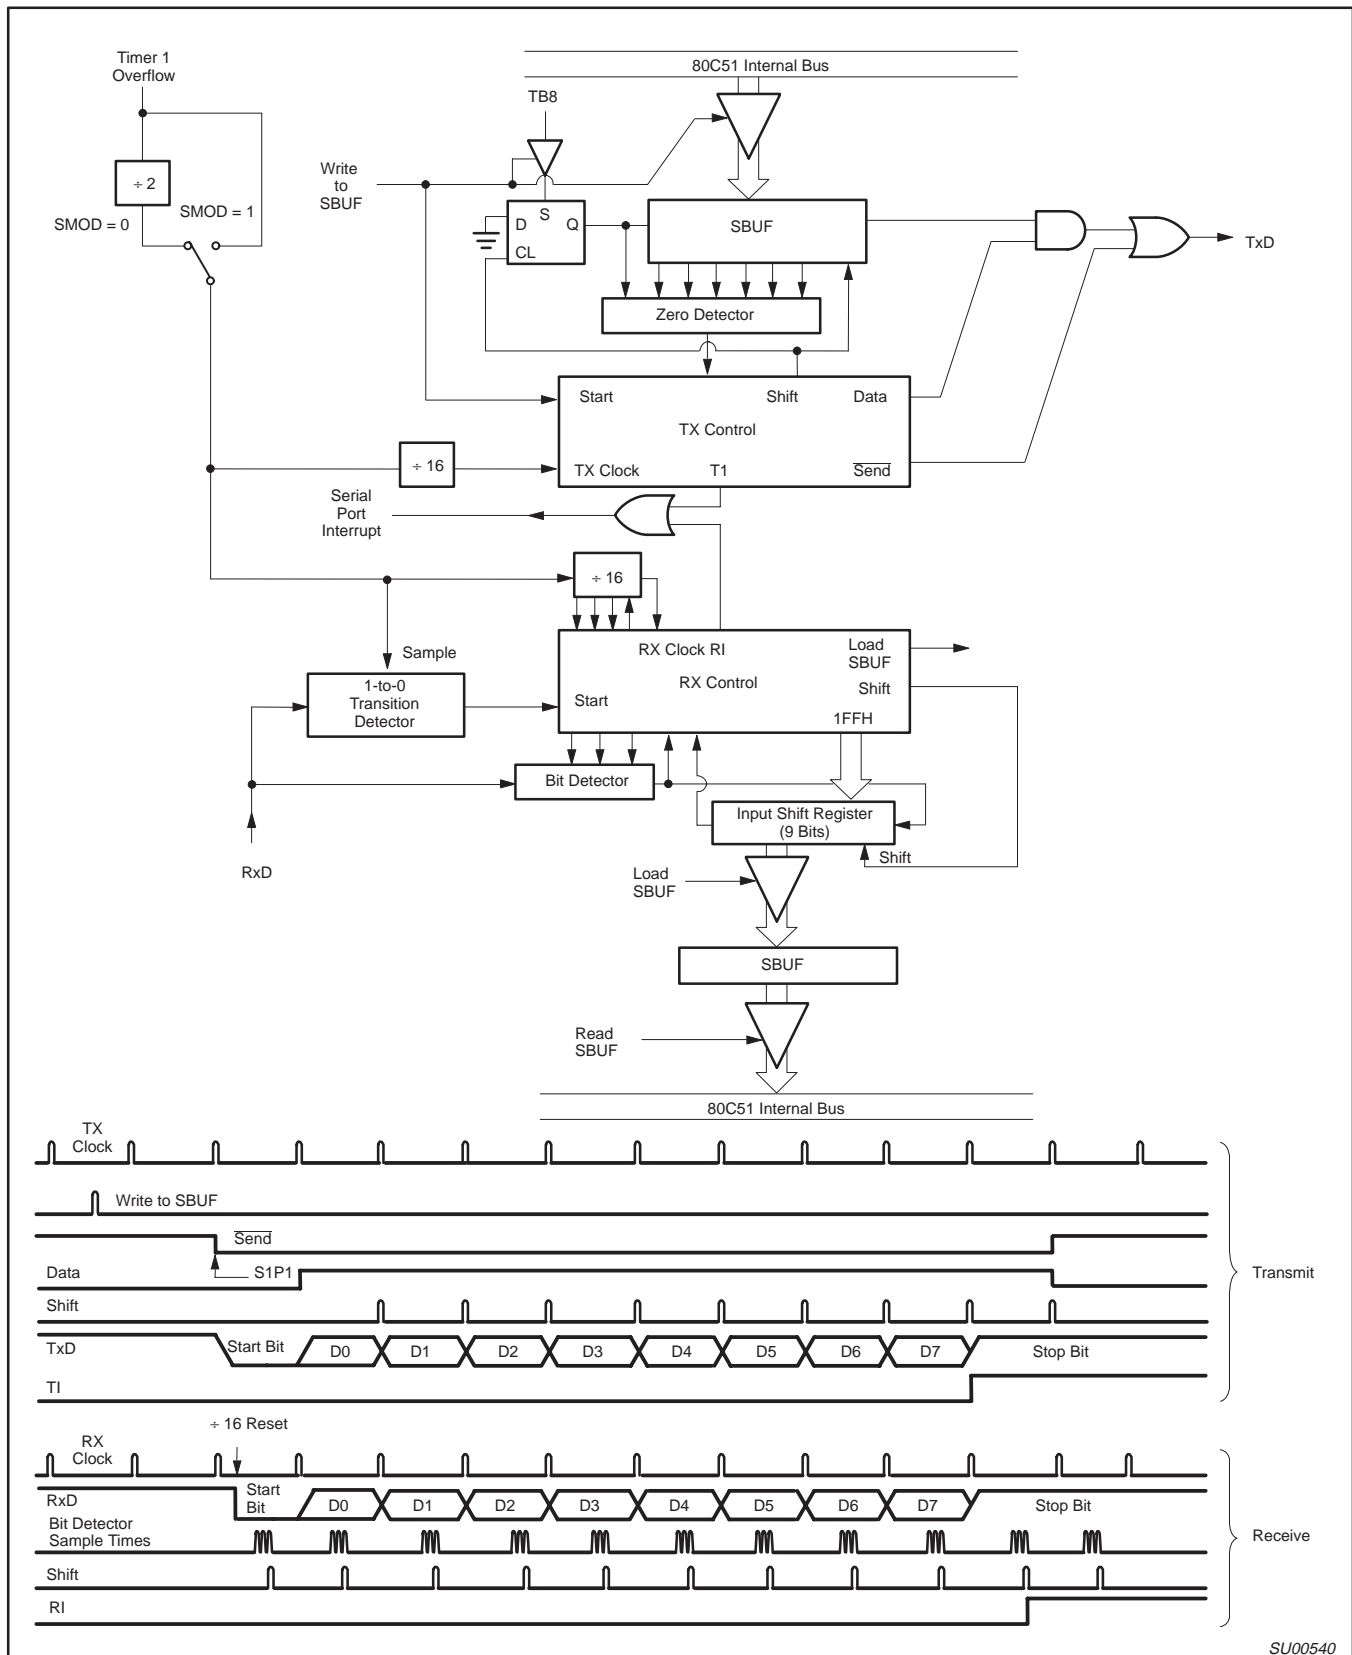 Timer 1
Overflow
80C51 Internal Bus
TB8
Write
to
SBUF
÷ 2
SMOD = 1
SMOD = 0
S
D
Q
CL
SBUF
TxD
Zero Detector
Start
Shift
Data
TX Control
÷ 16
TX Clock
T1
Send
Serial
Port
Interrupt
÷ 16
Sample
RX Clock RI
Load
SBUF
1-to-0
Transition
Detector
RX Control
Shift
Start
1FFH
Bit Detector
Input Shift Register
(9 Bits)
RxD
Shift
Load
SBUF
SBUF
Read
SBUF
80C51 Internal Bus
TX
Clock
Write to SBUF
Send
Data
S1P1
Transmit
Shift
TxD
Start Bit
D0
D1
D2
D3
D4
D5
D6
D7
Stop Bit
TI
÷ 16 Reset
RX
Clock
RxD
Start
Bit
D0
D1
D2
D3
D4
D5
D6
D7
Stop Bit
Bit Detector
Sample Times
Receive
Shift
RI
SU00540